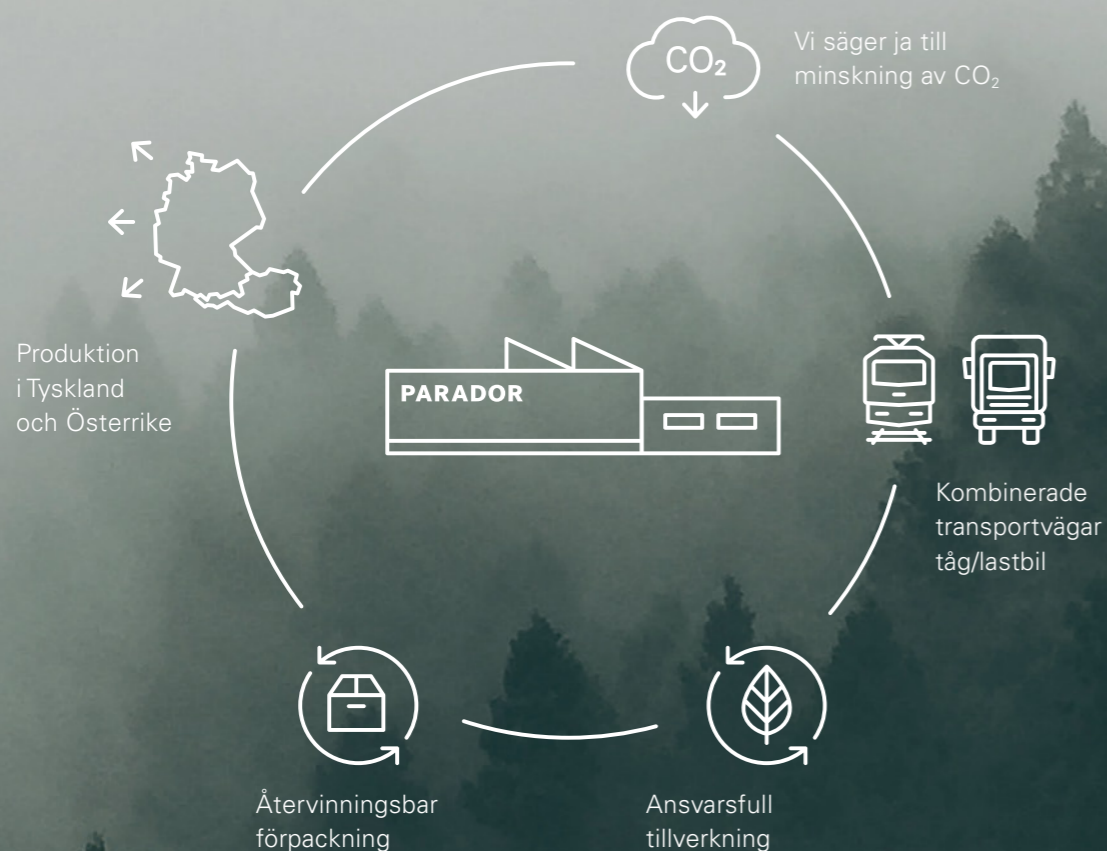 CO₂
Vi säger ja till
minskning av CO₂
Produktion
i Tyskland
och Österrike
PARADOR
Kombinerade
transportvägar
tåg/lastbil
Återvinningsbar
förpackning
Ansvarsfull
tillverkning